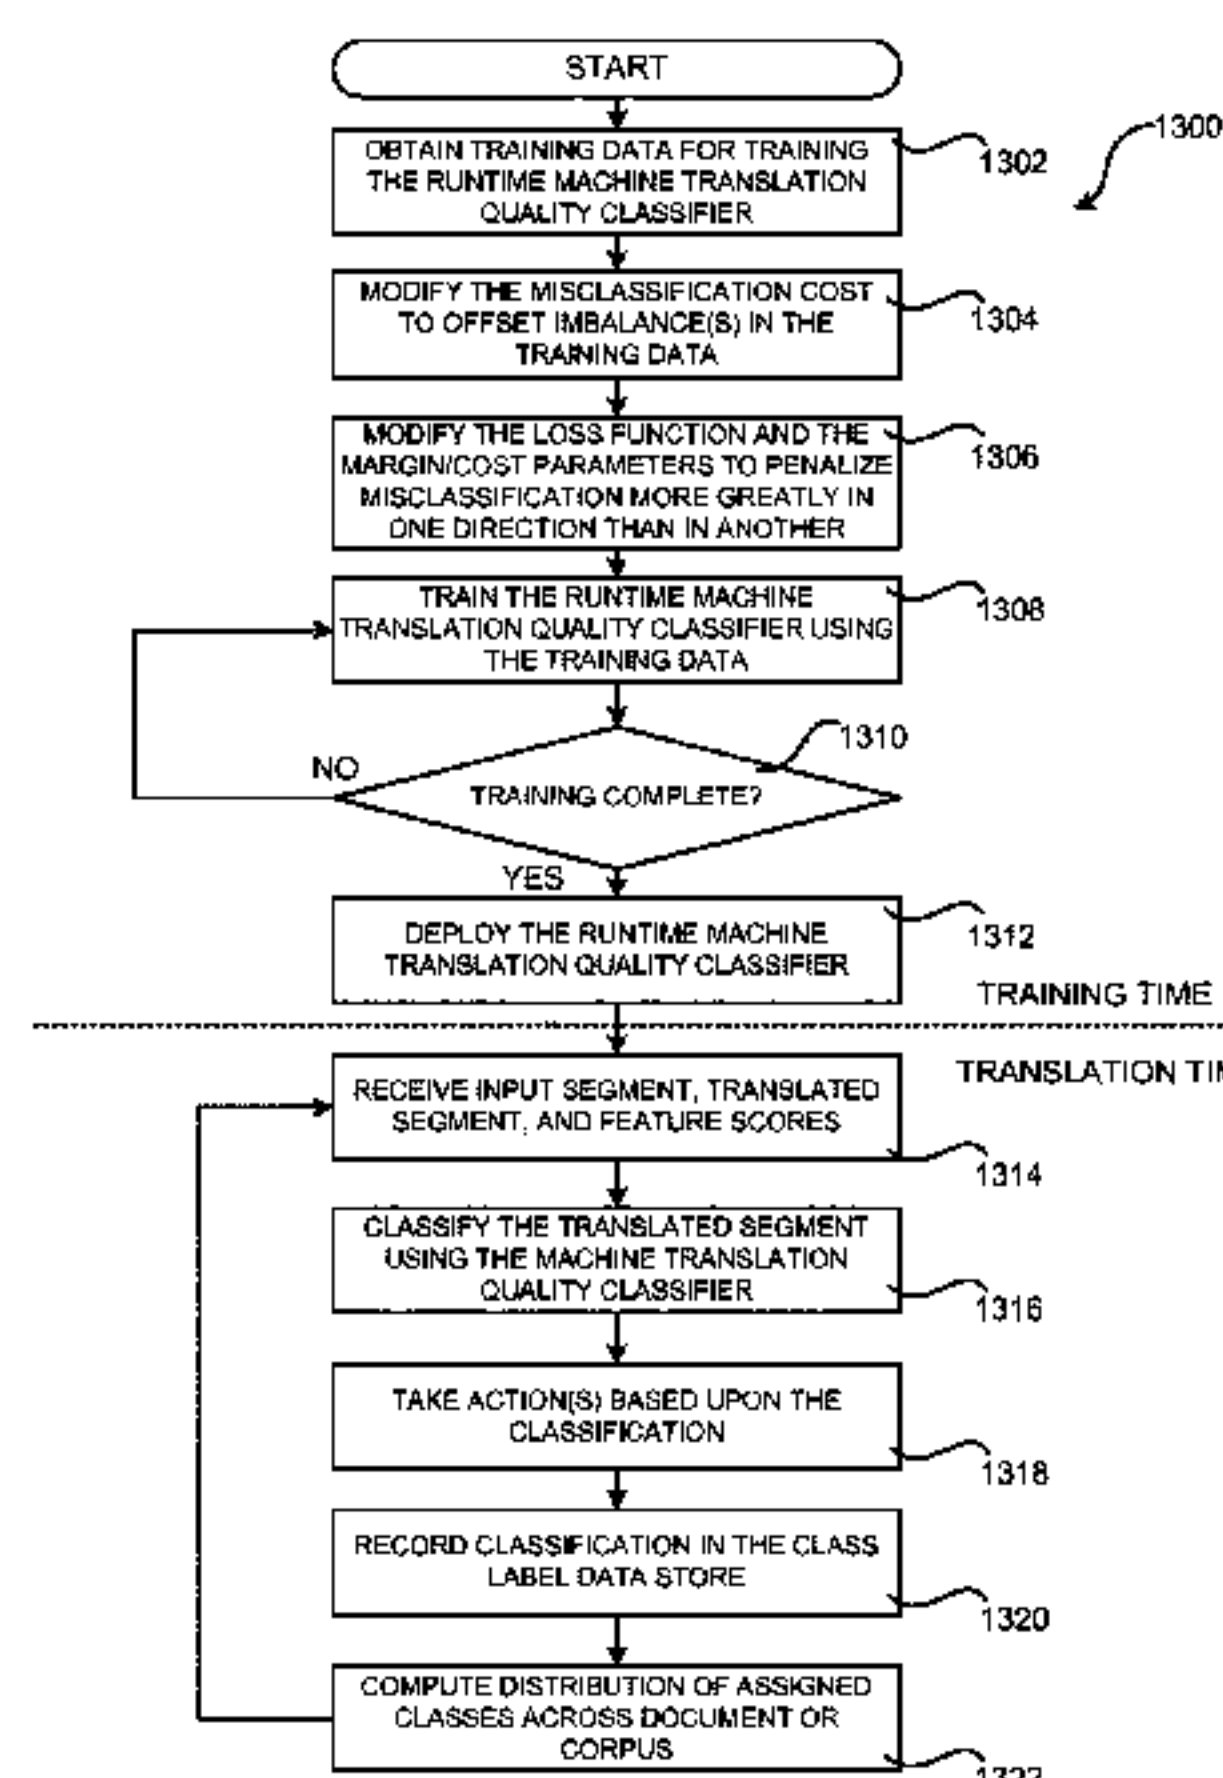 START
1300
OBTAIN TRAINING DATA FOR TRAINING
THE RUNTIME MACHINE TRANSLATION
QUALITY CLASSIFIER
1302
MODIFY THE MISCLASSIFICATION COST
TO OFFSET IMBALANCE(S) IN THE
TRAINING DATA
1304
MODIFY THE LOSS FUNCTION AND THE
MARGIN/COST PARAMETERS TO PENALIZE
MISCLASSIFICATION MORE GREATLY IN
ONE DIRECTION THAN IN ANOTHER
1306
TRAIN THE RUNTIME MACHINE
TRANSLATION QUALITY CLASSIFIER USING
THE TRAINING DATA
1308
1310
NO
TRAINING COMPLETE?
YES
DEPLOY THE RUNTIME MACHINE
TRANSLATION QUALITY CLASSIFIER
1312
TRAINING TIME
TRANSLATION
RECEIVE INPUT SEGMENT, TRANSLATED
SEGMENT, AND FEATURE SCORES
1314
CLASSIFY THE TRANSLATED SEGMENT
USING THE MACHINE TRANSLATION
QUALITY CLASSIFIER
1316
TAKE ACTION(S) BASED UPON THE
CLASSIFICATION
1318
RECORD CLASSIFICATION IN THE CLASS
LABEL DATA STORE
1320
COMPUTE DISTRIBUTION OF ASSIGNED
CLASSES ACROSS DOCUMENT OR
CORPUS